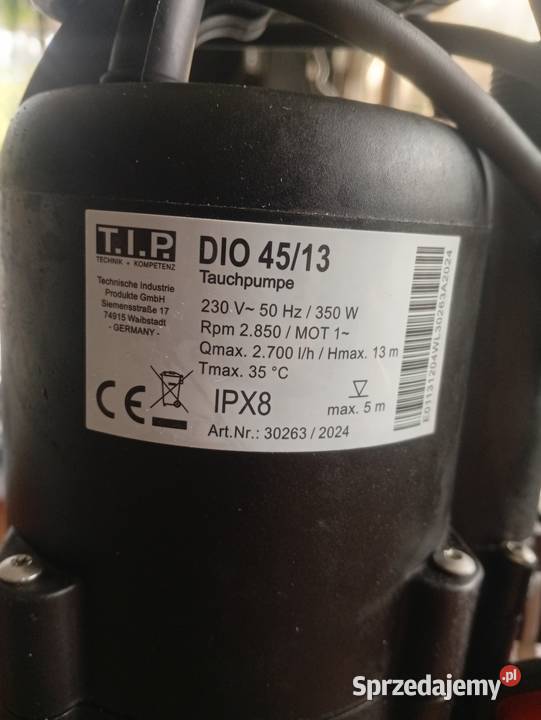 T.I.P.
TECHNIK + KOMPETENZ
Technische Industrie
Produkte GmbH
Siemensstraße 17
74915 Waibstadt
- GERMANY -
DIO 45/13
Tauchpumpe
230 V~ 50 Hz / 350 W
Rpm 2.850 / MOT 1~
Qmax. 2.700 l/h / Hmax. 13 m
Tmax. 35 °C
CE
IPX8
max. 5 m
Art.Nr.: 30263 / 2024
E01131204WL30263A2024
Sprzedajemy.pl